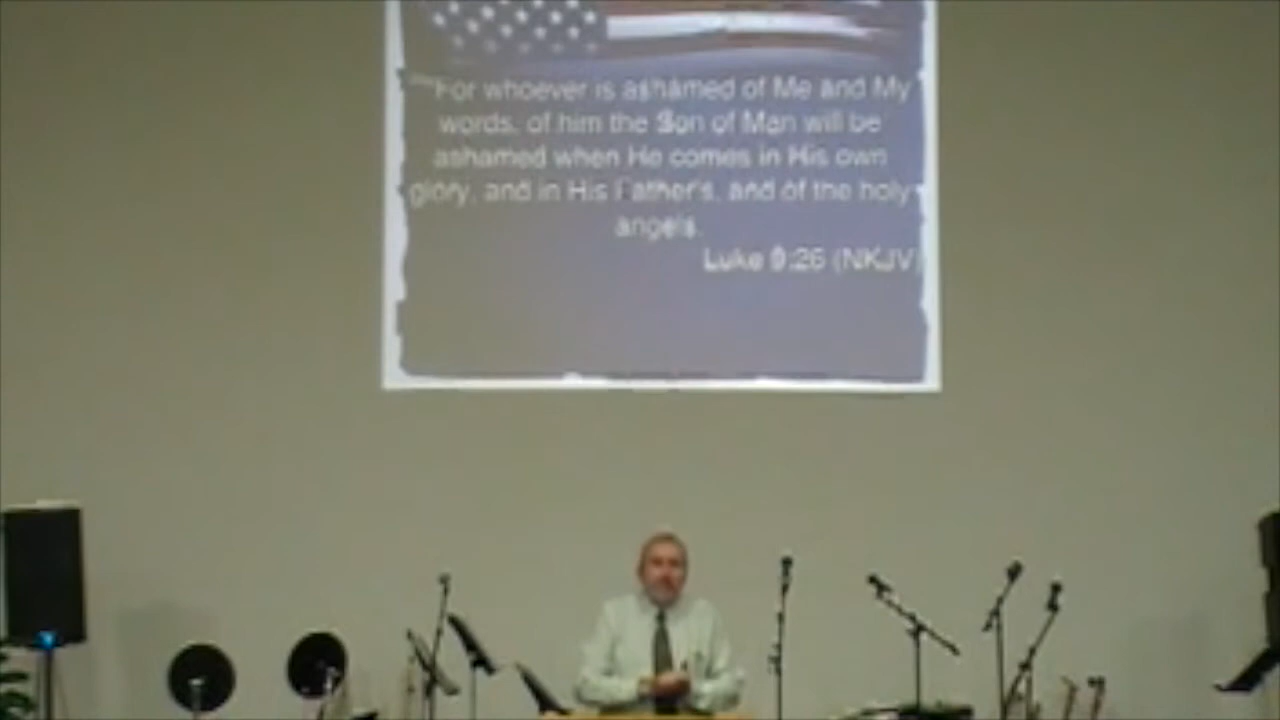 "For whoever is ashamed of Me and My
words, of him the Son of Man will be
ashamed when He comes in His own
glory, and in His Father's, and of the holy
angels.
Luke 9:26 (NKJV)